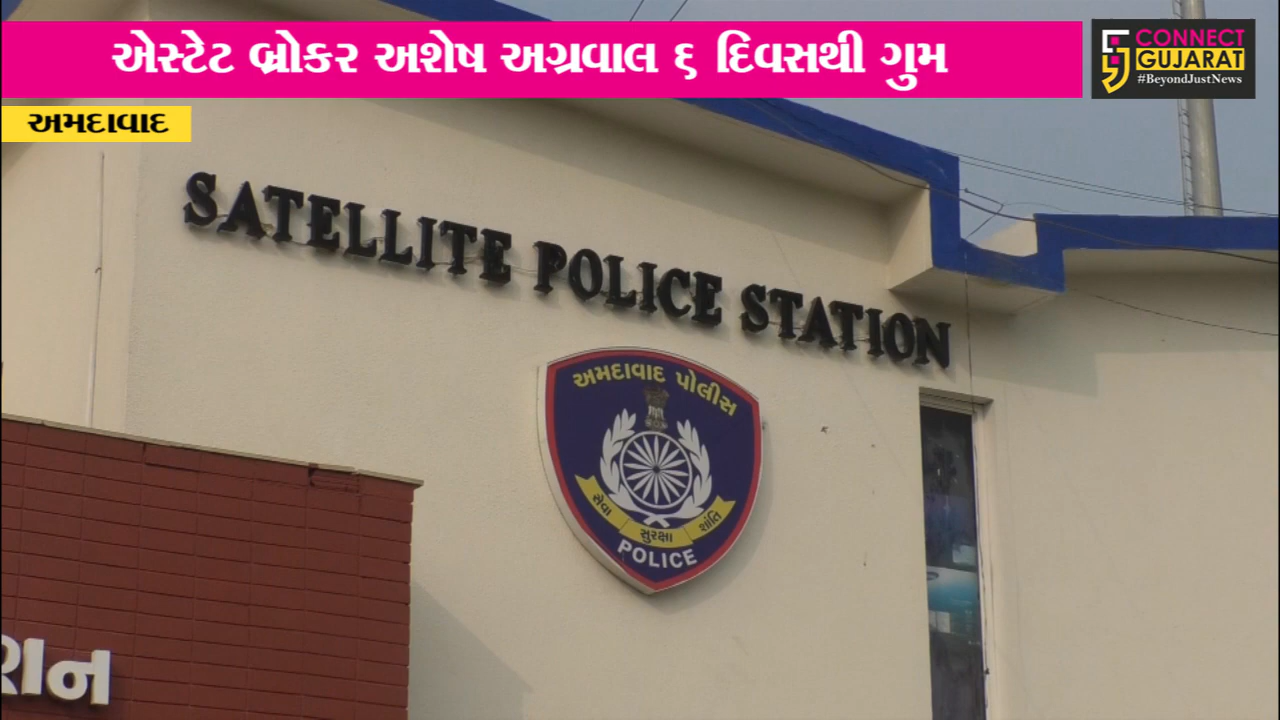 એસ્ટેટ બ્રોકર અશેષ અગ્રવાલ ૬ દિવસથી ગુમ
CONNECT
GUJARAT
#BeyondJustNews
અમદાવાદ
SATELLITE POLICE STATION
અમદાવાદ પોલીસ
સેવા સુરક્ષા શાંતિ
POLICE